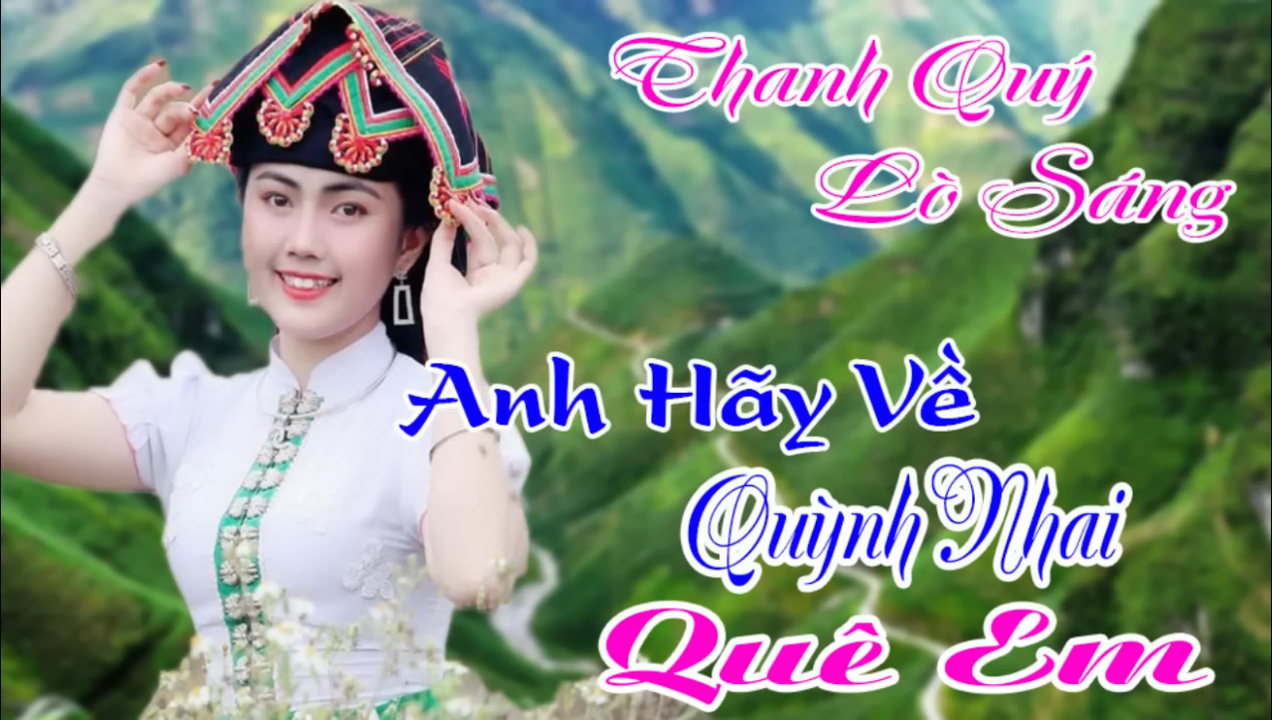 Thanh Quý
Lò Sáng
Anh Hãy Về
Quỳnh Nhai
Quê Em